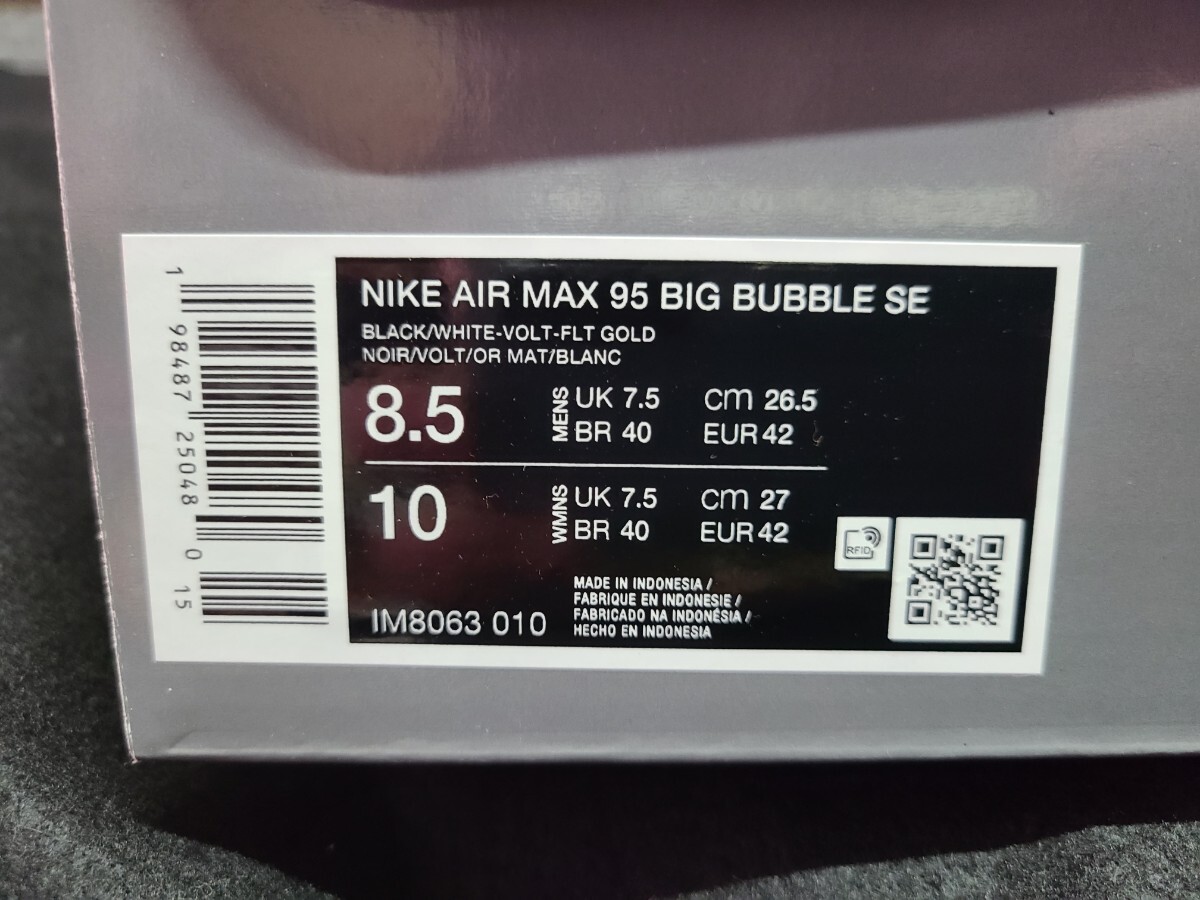 1 98487 25048 0 15
NIKE AIR MAX 95 BIG BUBBLE SE
BLACK/WHITE-VOLT-FLT GOLD
NOIR/VOLT/OR MAT/BLANC
8.5 MENS UK 7.5 cm 26.5
BR 40 EUR 42
10 WMNS UK 7.5 cm 27
BR 40 EUR 42
RFID
IM8063 010
MADE IN INDONESIA /
FABRIQUE EN INDONESIE /
FABRICADO NA INDONÉSIA /
HECHO EN INDONESIA